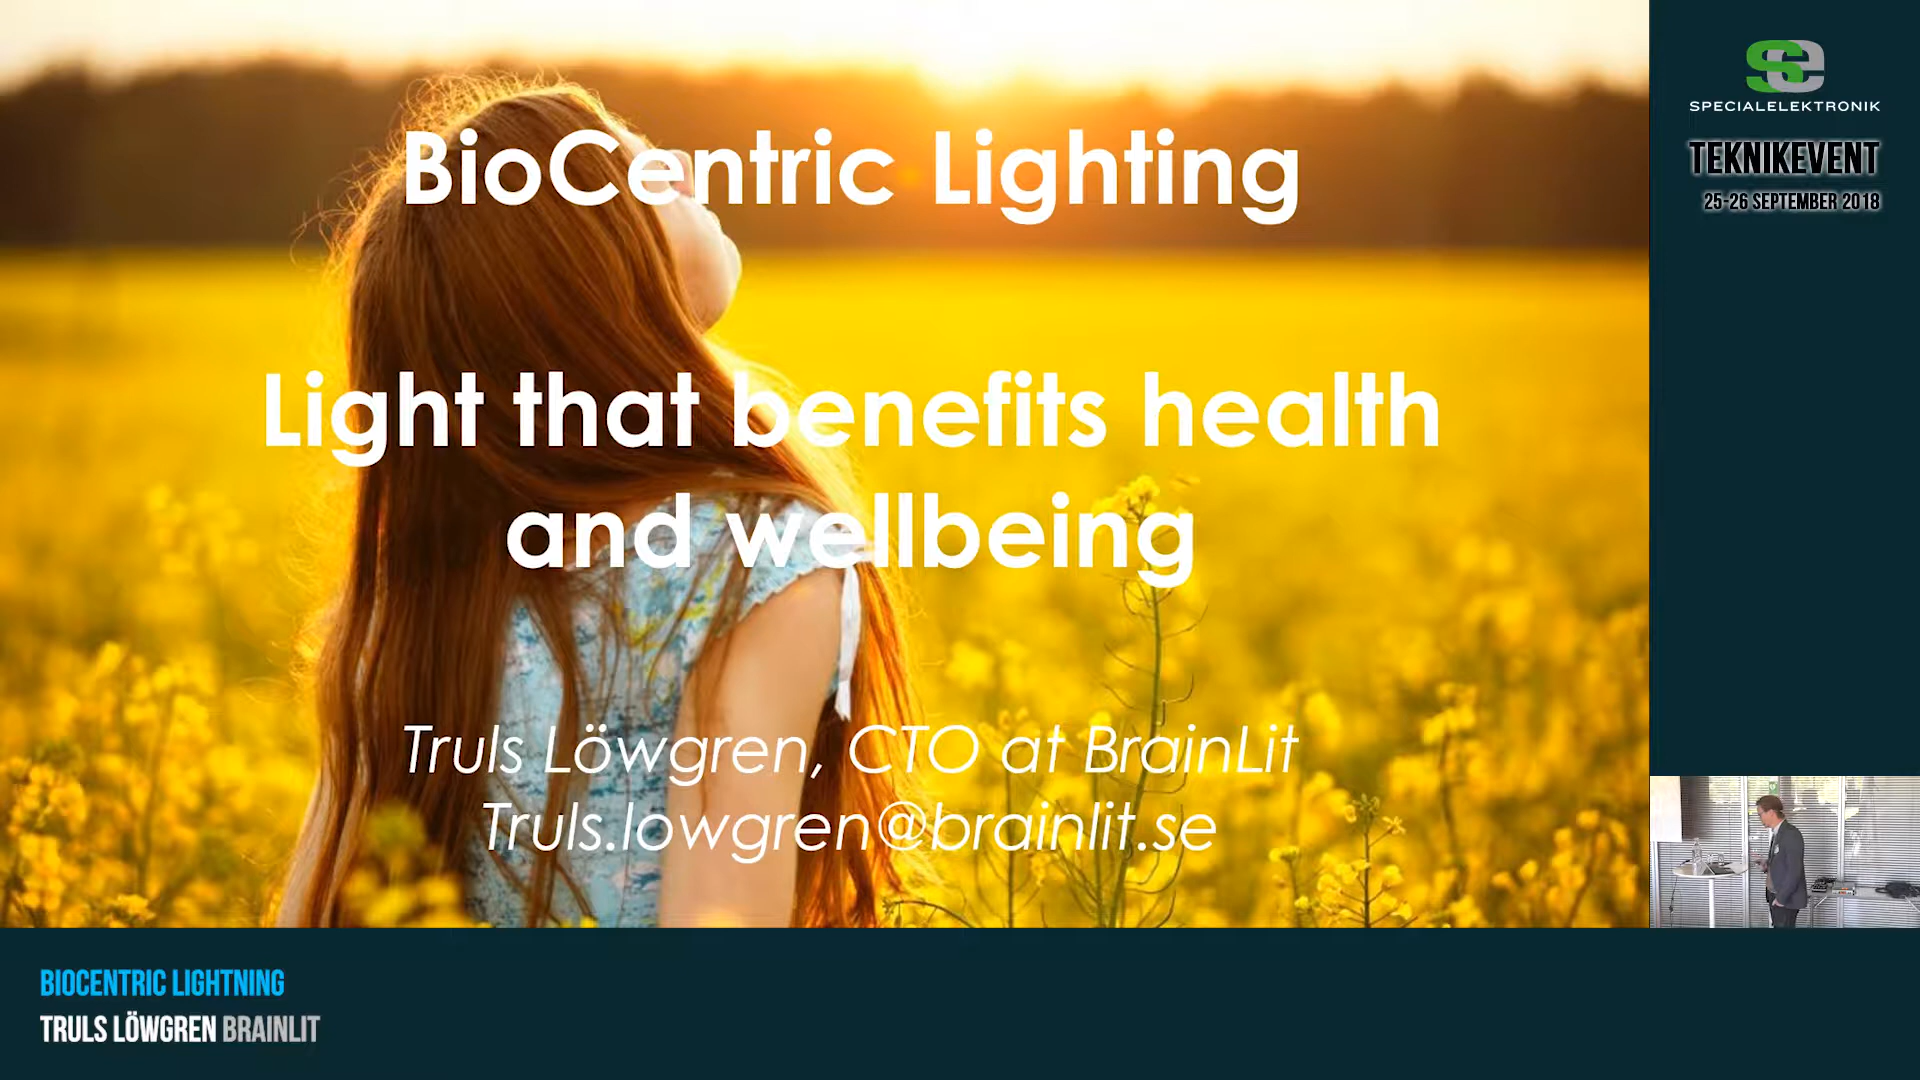 BioCentric Lighting
Light that benefits health
and wellbeing
Truls Löwgren, CTO at BrainLit
Truls.lowgren@brainlit.se
se
SPECIALELEKTRONIK
TEKNIKEVENT
25-26 SEPTEMBER 2018
BIOCENTRIC LIGHTNING
TRULS LÖWGREN BRAINLIT